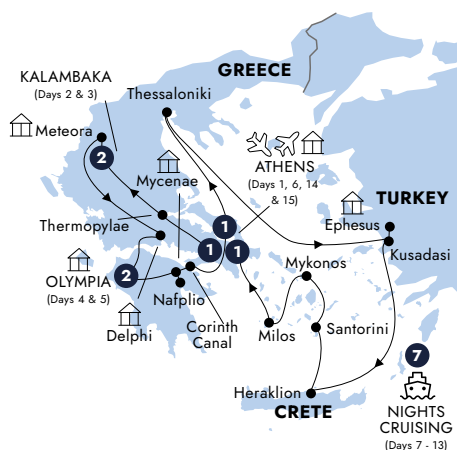 GREECE
KALAMBAKA
(Days 2 & 3)
Thessaloniki
Meteora
2
Mycenae
ATHENS
(Days 1, 6, 14
& 15)
TURKEY
Ephesus
Kusadasi
Thermopylae
1
1
1
Mykonos
OLYMPIA
(Days 4 & 5)
2
Nafplio
Delphi
Corinth
Canal
Milos
Santorini
Heraklion
CRETE
7
NIGHTS
CRUISING
(Days 7 - 13)